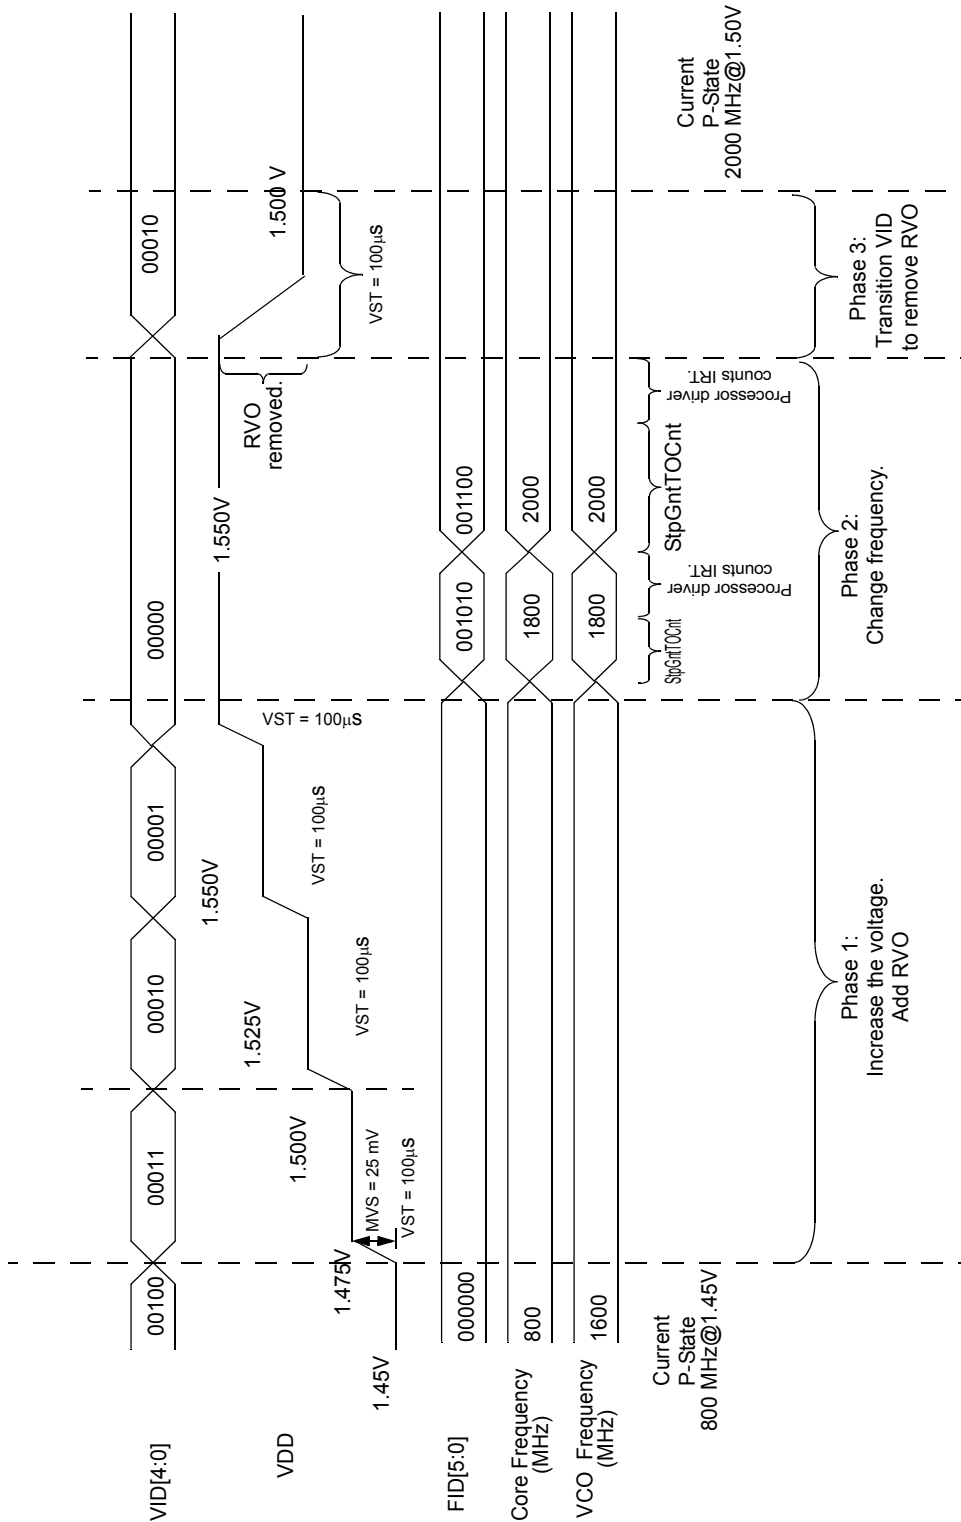 VID[4:0]
00100
00011
00010
00001
00000
00010
VDD
1.45V
1.475V
1.500V
1.525V
1.550V
1.550V
1.500 V
MVS = 25 mV
VST = 100μs
VST = 100μs
VST = 100μs
VST = 100μs
RVO
removed.
VST = 100μs
FID[5:0]
000000
001010
001100
Core Frequency
(MHz)
800
1800
2000
VCO Frequency
(MHz)
1600
1800
2000
StpGntTOCnt
Processor driver
counts IRT.
StpGntTOCnt
Processor driver
counts IRT.
Current
P-State
800 MHz@1.45V
Current
P-State
2000 MHz@1.50V
Phase 1:
Increase the voltage.
Add RVO
Phase 2:
Change frequency.
Phase 3:
Transition VID
to remove RVO